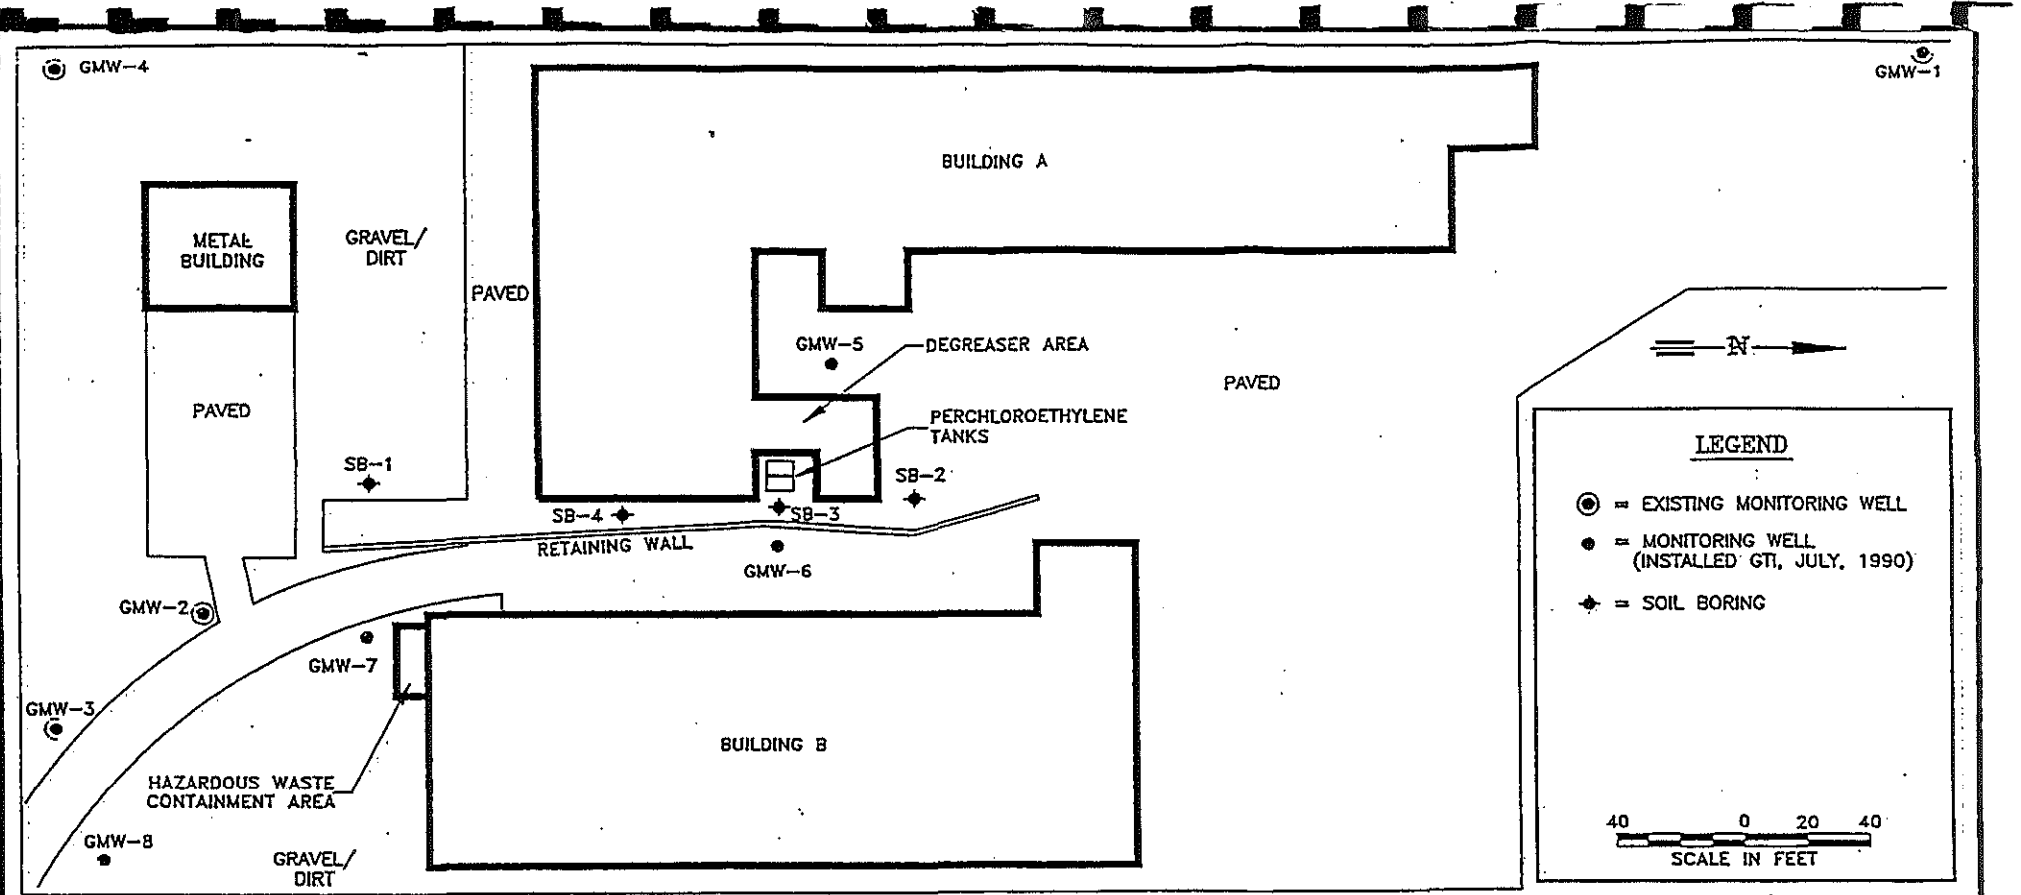 GMW-4
GMW-1
BUILDING A
METAL
BUILDING
GRAVEL/
DIRT
PAVED
GMW-5
DEGREASER AREA
N
PAVED
PAVED
PERCHLOROETHYLENE
TANKS
LEGEND
SB-1
SB-2
SB-4
SB-3
= EXISTING MONITORING WELL
RETAINING WALL
= MONITORING WELL
(INSTALLED GTI, JULY, 1990)
GMW-6
GMW-2
= SOIL BORING
GMW-7
GMW-3
BUILDING B
HAZARDOUS WASTE
CONTAINMENT AREA
GMW-8
GRAVEL/
DIRT
40 0 20 40
SCALE IN FEET